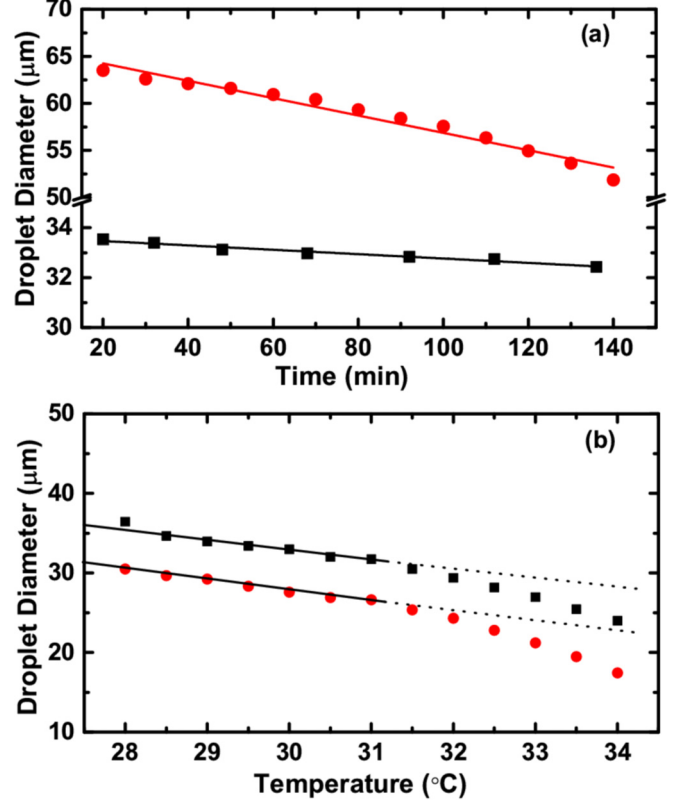 70
(a)
65
60
55
50
34
32
30
Droplet Diameter (μm)
20 40 60 80 100 120 140
Time (min)
50
(b)
40
30
20
10
Droplet Diameter (μm)
28 29 30 31 32 33 34
Temperature (°C)